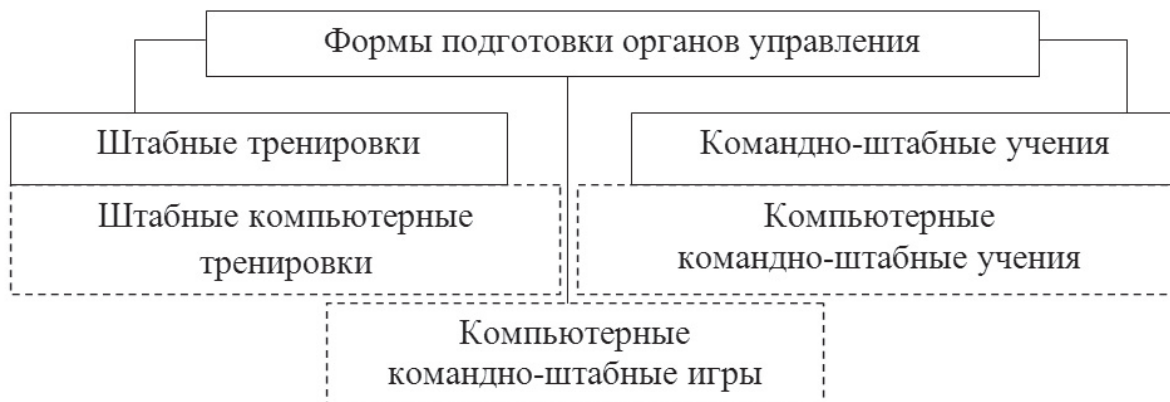 Формы подготовки органов управления
Штабные тренировки
Командно-штабные учения
Штабные компьютерные
тренировки
Компьютерные
командно-штабные учения
Компьютерные
командно-штабные игры